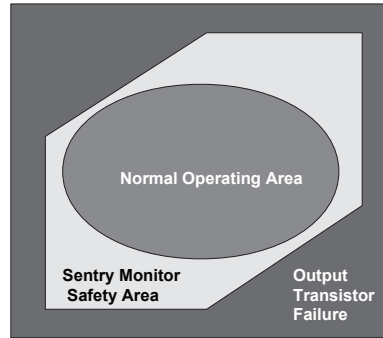 Normal Operating Area
Sentry Monitor
Safety Area
Output
Transistor
Failure